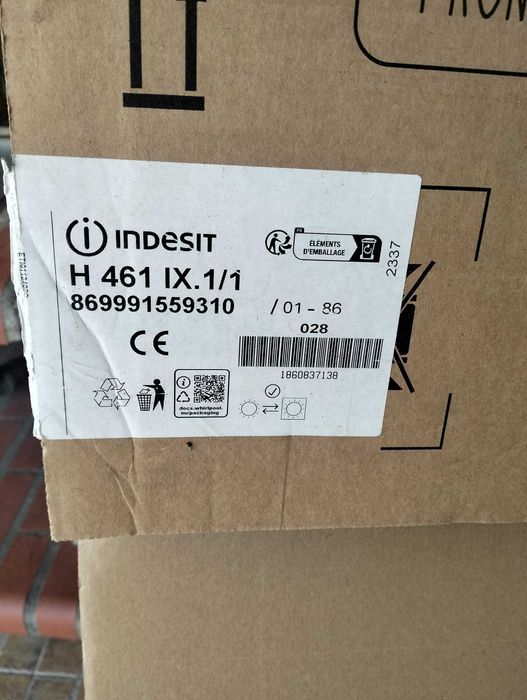 FRON
INDESIT
H 461 IX.1/1
869991559310
/ 01 - 86
028
1860837138
FR
ÉLÉMENTS
D'EMBALLAGE
2337
CE
docs.whirlpool.
eu/packaging